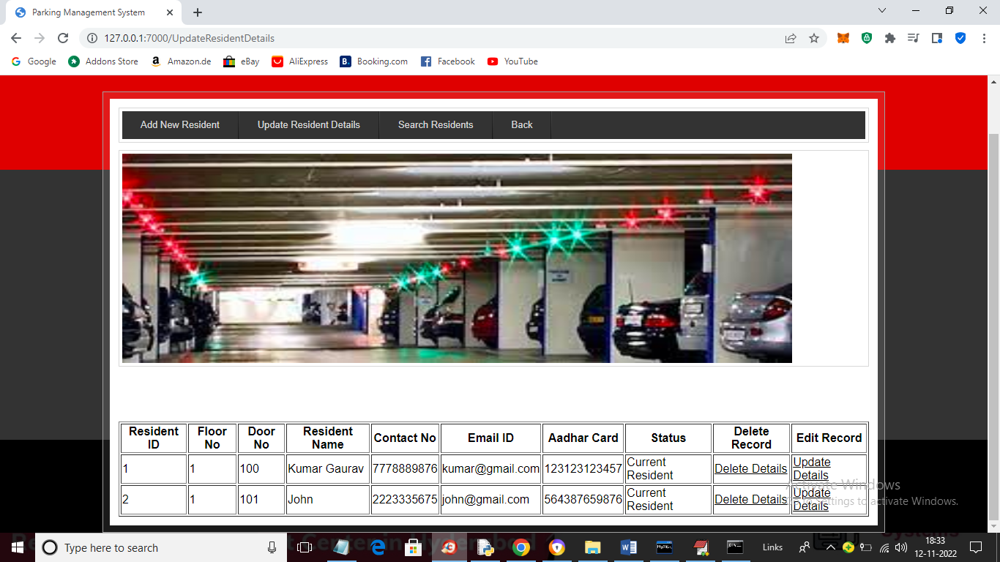 Parking Management System
127.0.0.1:7000/UpdateResidentDetails
Google Addons Store Amazon.de eBay AliExpress Booking.com Facebook YouTube
Add New Resident Update Resident Details Search Residents Back
Resident ID Floor No Door No Resident Name Contact No Email ID Aadhar Card Status Delete Record Edit Record
1 1 100 Kumar Gaurav 7778889876 kumar@gmail.com 123123123457 Current Resident Delete Details Update Details
2 1 101 John 2223335675 john@gmail.com 564387659876 Current Resident Delete Details Update Details
Activate Windows
Settings to activate Windows.
Center in Hyderabad
Systems
Type here to search
Links
18:33
12-11-2022